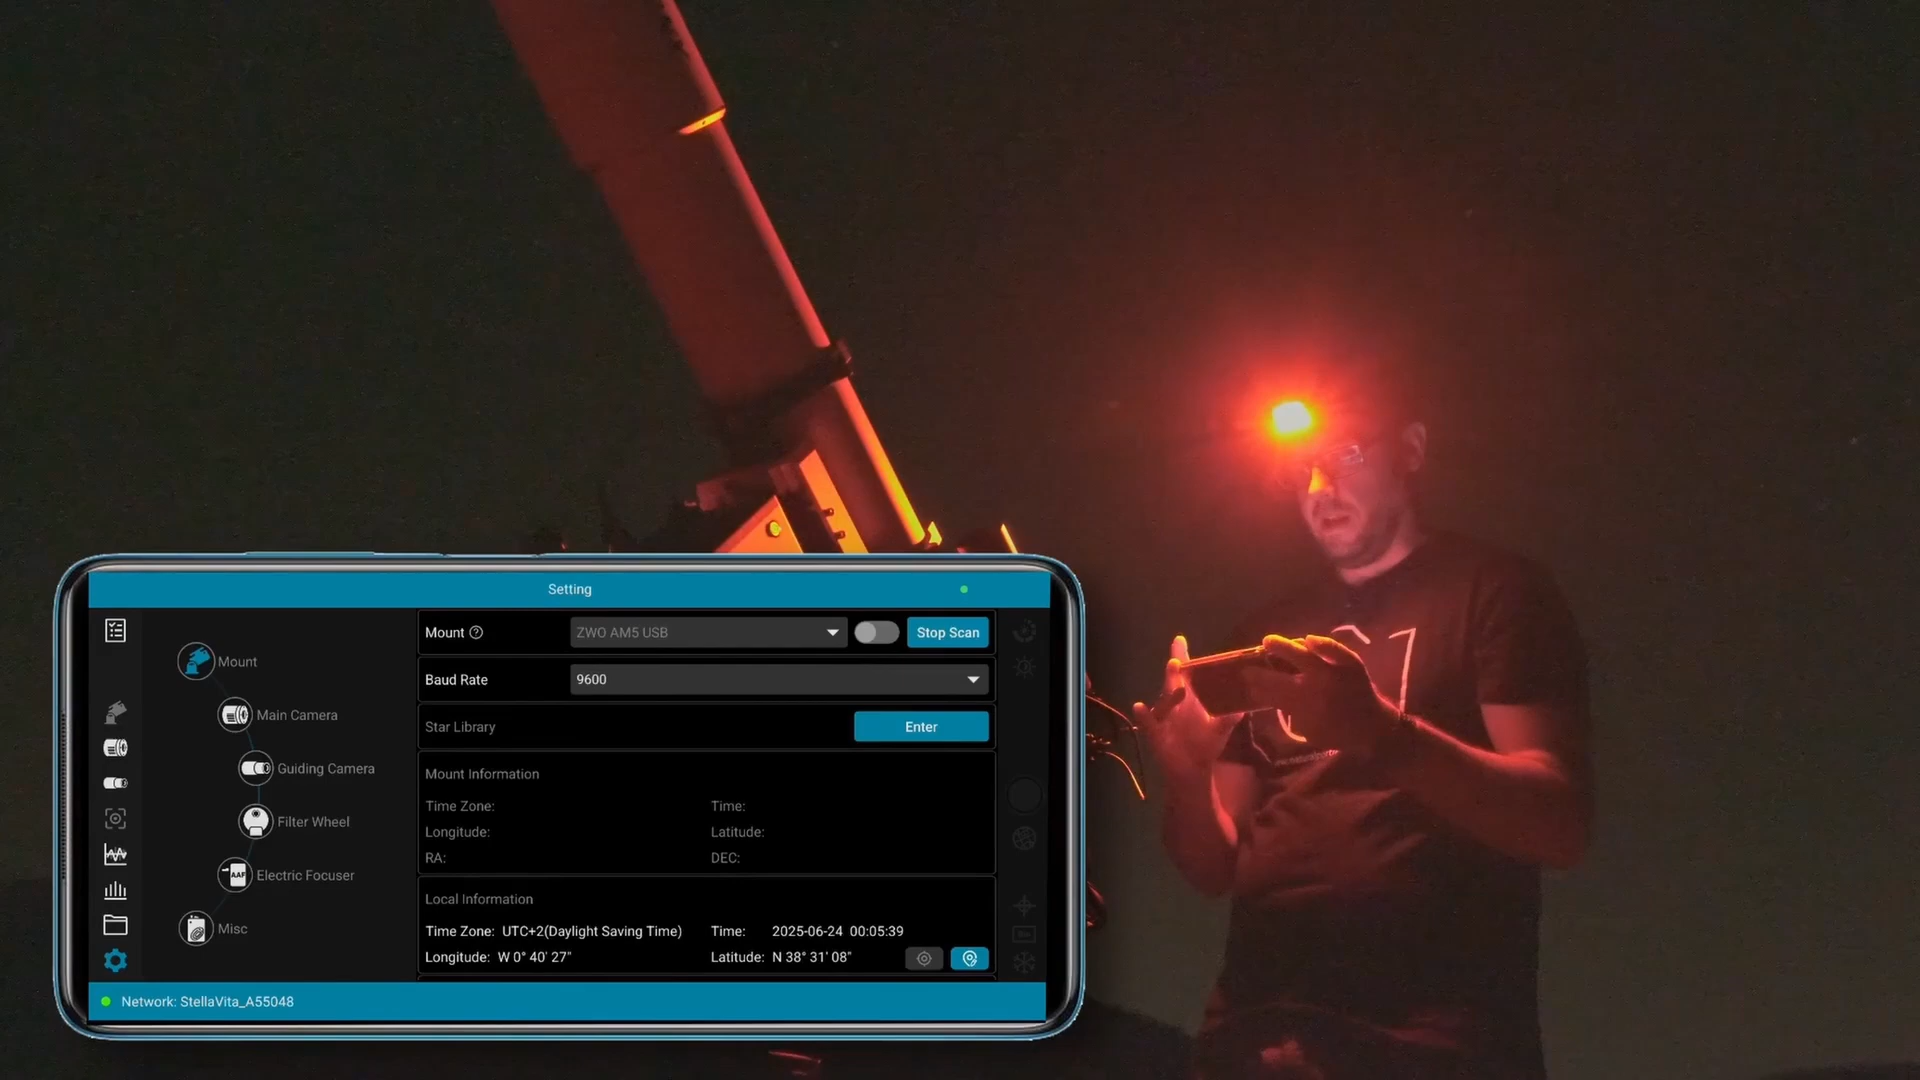 Setting
Mount
ZWO AM5 USB
Stop Scan
Baud Rate
9600
Star Library
Enter
Mount Information
Time Zone:
Time:
Longitude:
Latitude:
RA:
DEC:
Local Information
Time Zone: UTC+2(Daylight Saving Time)
Time: 2025-06-24 00:05:39
Longitude: W 0° 40' 27"
Latitude: N 38° 31' 08"
Mount
Main Camera
Guiding Camera
Filter Wheel
AAF
Electric Focuser
Misc
Network: StellaVita_A55048